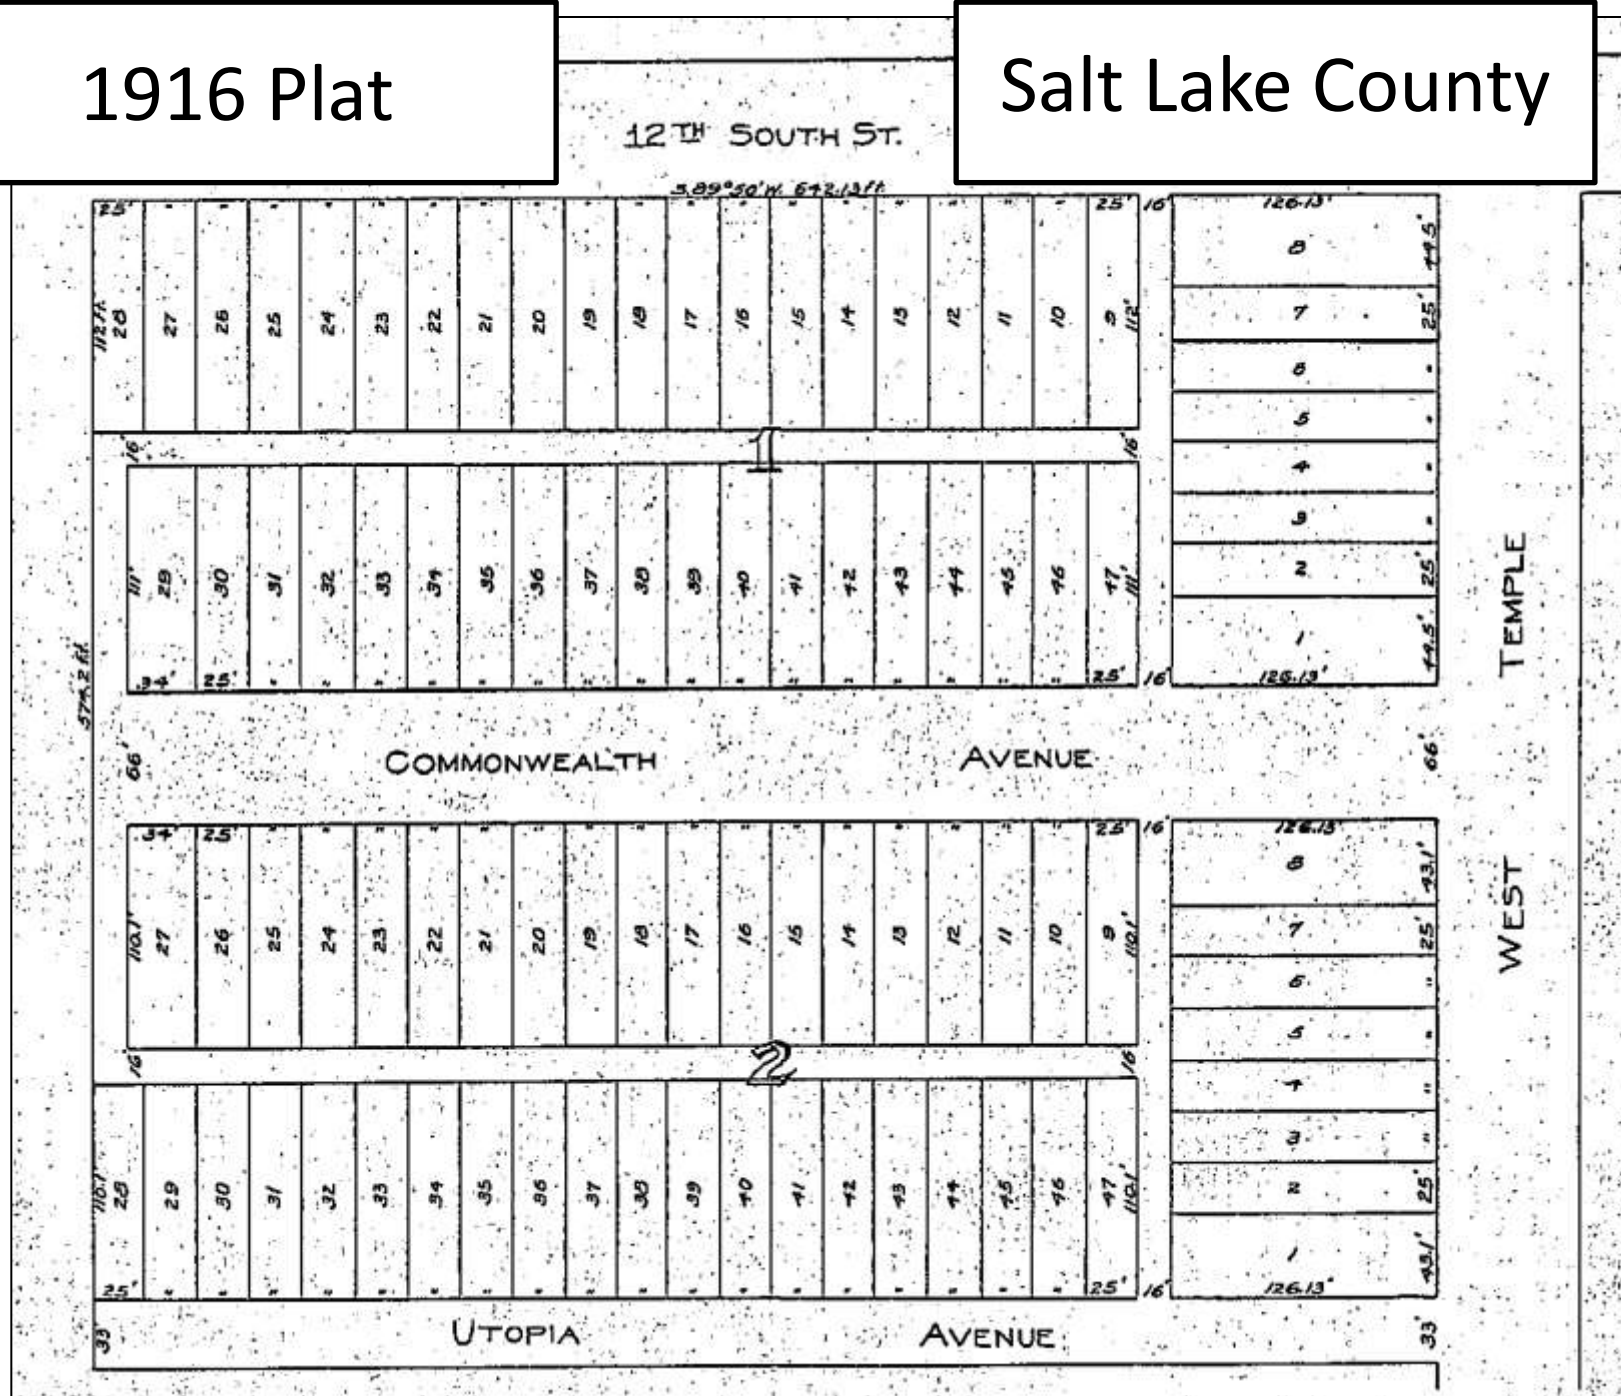 1916 Plat
Salt Lake County
12TH SOUTH ST.
S.89°50'W. 642.13ft.
25' " " " " " " " " " " " " " " " " " " 25' 16' 126.13'
112 ft. 28 27 26 25 24 23 22 21 20 19 18 17 16 15 14 13 12 11 10 9 112'
8 44.5'
7 25'
6 "
5 "
4 "
3 "
2 25'
1 44.5'
16' 1 16'
111' 29 30 31 32 33 34 35 36 37 38 39 40 41 42 43 44 45 46 47 111'
34' 25' " " " " " " " " " " " " " " " " 25' 16' 126.13'
574.2 ft.
66' COMMONWEALTH AVENUE 66'
WEST TEMPLE
34' 25' " " " " " " " " " " " " " " " " 25' 16' 126.13'
110.1' 27 26 25 24 23 22 21 20 19 18 17 16 15 14 13 12 11 10 9 110.1'
8 43.1'
7 25'
6 "
5 "
4 "
3 "
2 25'
1 43.1'
16' 2 16'
110.1' 28 29 30 31 32 33 34 35 36 37 38 39 40 41 42 43 44 45 46 47 110.1'
25' " " " " " " " " " " " " " " " " " " 25' 16' 126.13'
33' UTOPIA AVENUE 33'